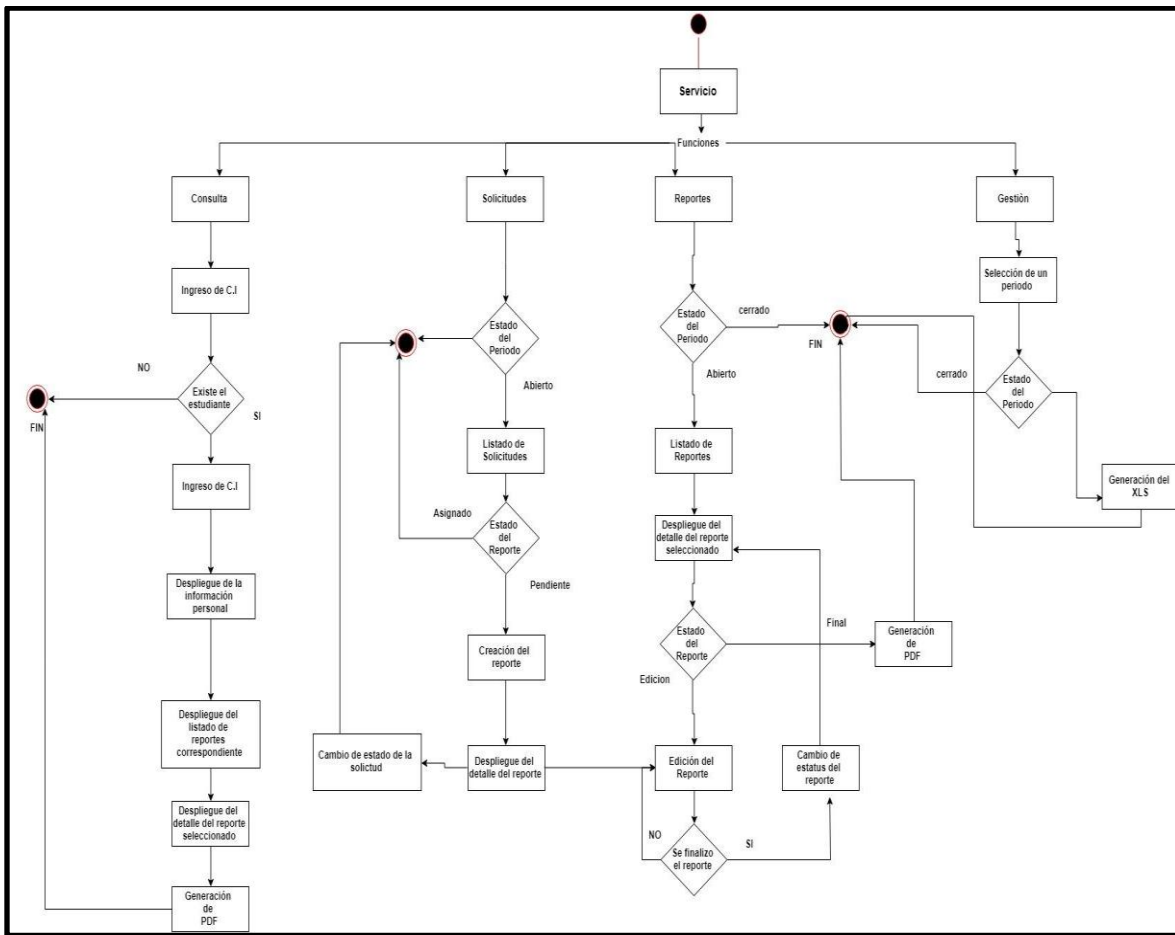 Servicio
Funciones
Consulta
Ingreso de C.I
NO
Existe el
estudiante
SI
FIN
Ingreso de C.I
Despliegue de la
información
personal
Despliegue del
listado de
reportes
correspondiente
Despliegue del
detalle del reporte
seleccionado
Generación
de
PDF
Solicitudes
Estado
del
Periodo
Abierto
Listado de
Solicitudes
Asignado
Estado
del
Reporte
Pendiente
Creación del
reporte
Despliegue del
detalle del reporte
Cambio de estado de la
solictud
Reportes
Estado
del
Periodo
cerrado
Abierto
Listado de
Reportes
Despliegue del
detalle del reporte
seleccionado
Estado
del
Reporte
Final
Edicion
Generación
de
PDF
Edición del
Reporte
NO
Se finalizo
el reporte
SI
Cambio de
estatus del
reporte
Gestión
Selección de un
periodo
FIN
cerrado
Estado
del
Periodo
Generación del
XLS